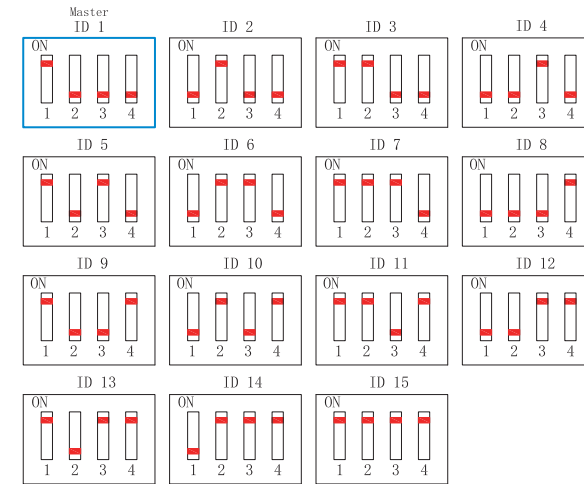 Master
ID 1 ID 2 ID 3 ID 4
ON ON ON ON
1 2 3 4 1 2 3 4 1 2 3 4 1 2 3 4
ID 5 ID 6 ID 7 ID 8
ON ON ON ON
1 2 3 4 1 2 3 4 1 2 3 4 1 2 3 4
ID 9 ID 10 ID 11 ID 12
ON ON ON ON
1 2 3 4 1 2 3 4 1 2 3 4 1 2 3 4
ID 13 ID 14 ID 15
ON ON ON
1 2 3 4 1 2 3 4 1 2 3 4